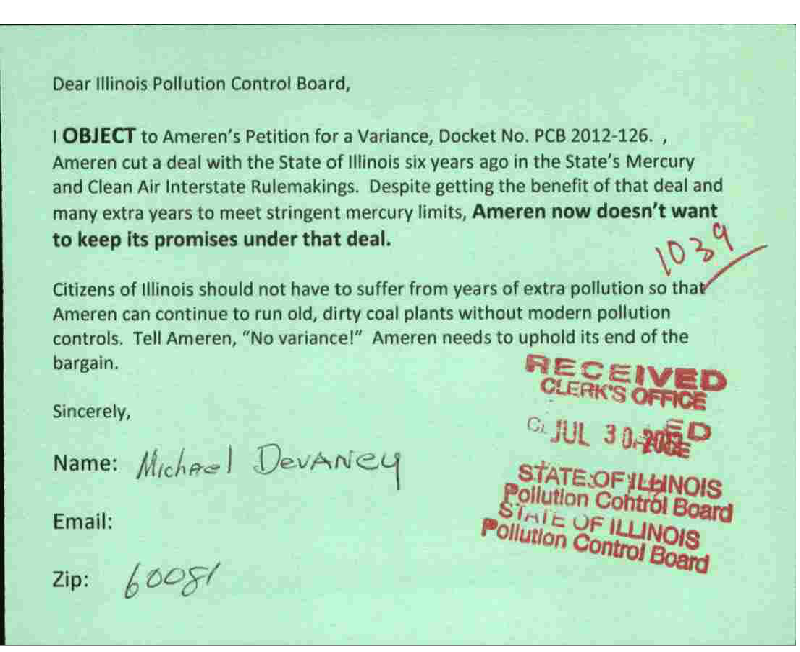 Dear Illinois Pollution Control Board,
I OBJECT to Ameren's Petition for a Variance, Docket No. PCB 2012-126. ,
Ameren cut a deal with the State of Illinois six years ago in the State's Mercury
and Clean Air Interstate Rulemakings. Despite getting the benefit of that deal and
many extra years to meet stringent mercury limits, Ameren now doesn't want
to keep its promises under that deal.
1039
Citizens of Illinois should not have to suffer from years of extra pollution so that
Ameren can continue to run old, dirty coal plants without modern pollution
controls. Tell Ameren, "No variance!" Ameren needs to uphold its end of the
bargain.
RECEIVED
CLERK'S OFFICE
Sincerely,
JUL 30
Name: Michael Devaney
STATE OF ILLINOIS
Pollution Control Board
STATE OF ILLINOIS
Pollution Control Board
Email:
Zip: 60081